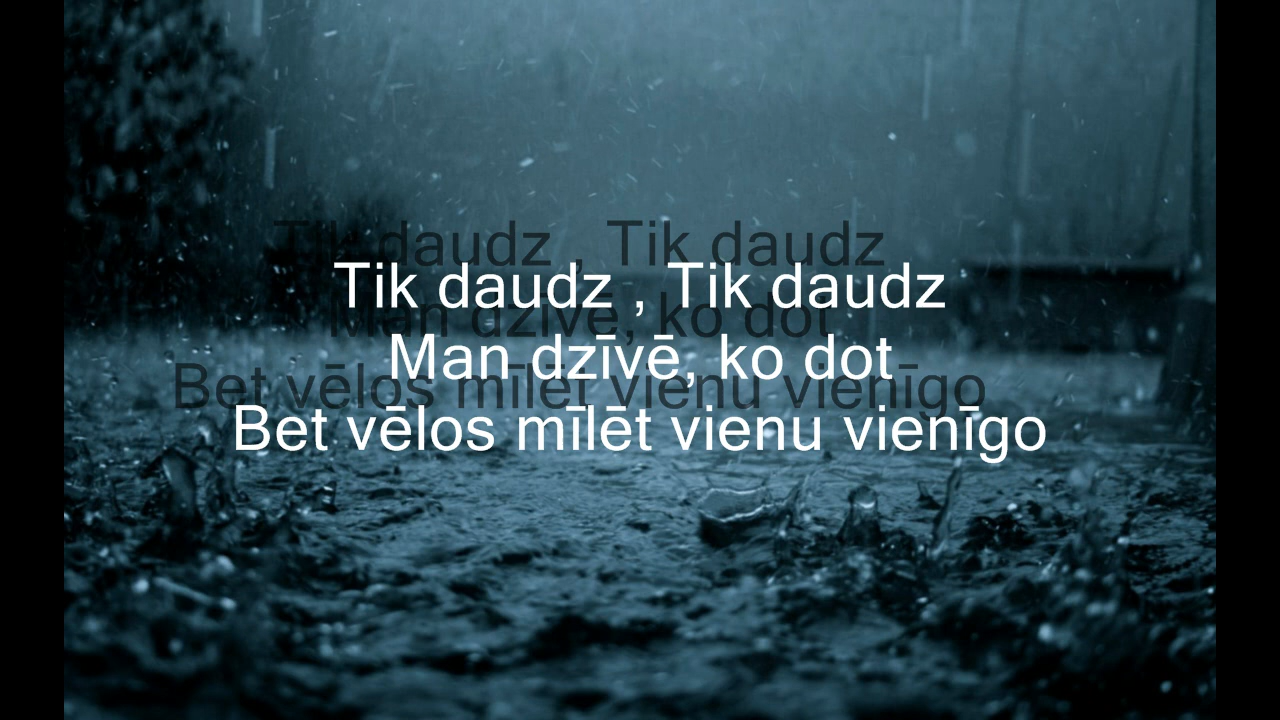 Tik daudz , Tik daudz
Man dzīvē, ko dot
Bet vēlos mīlēt vienu vienīgo